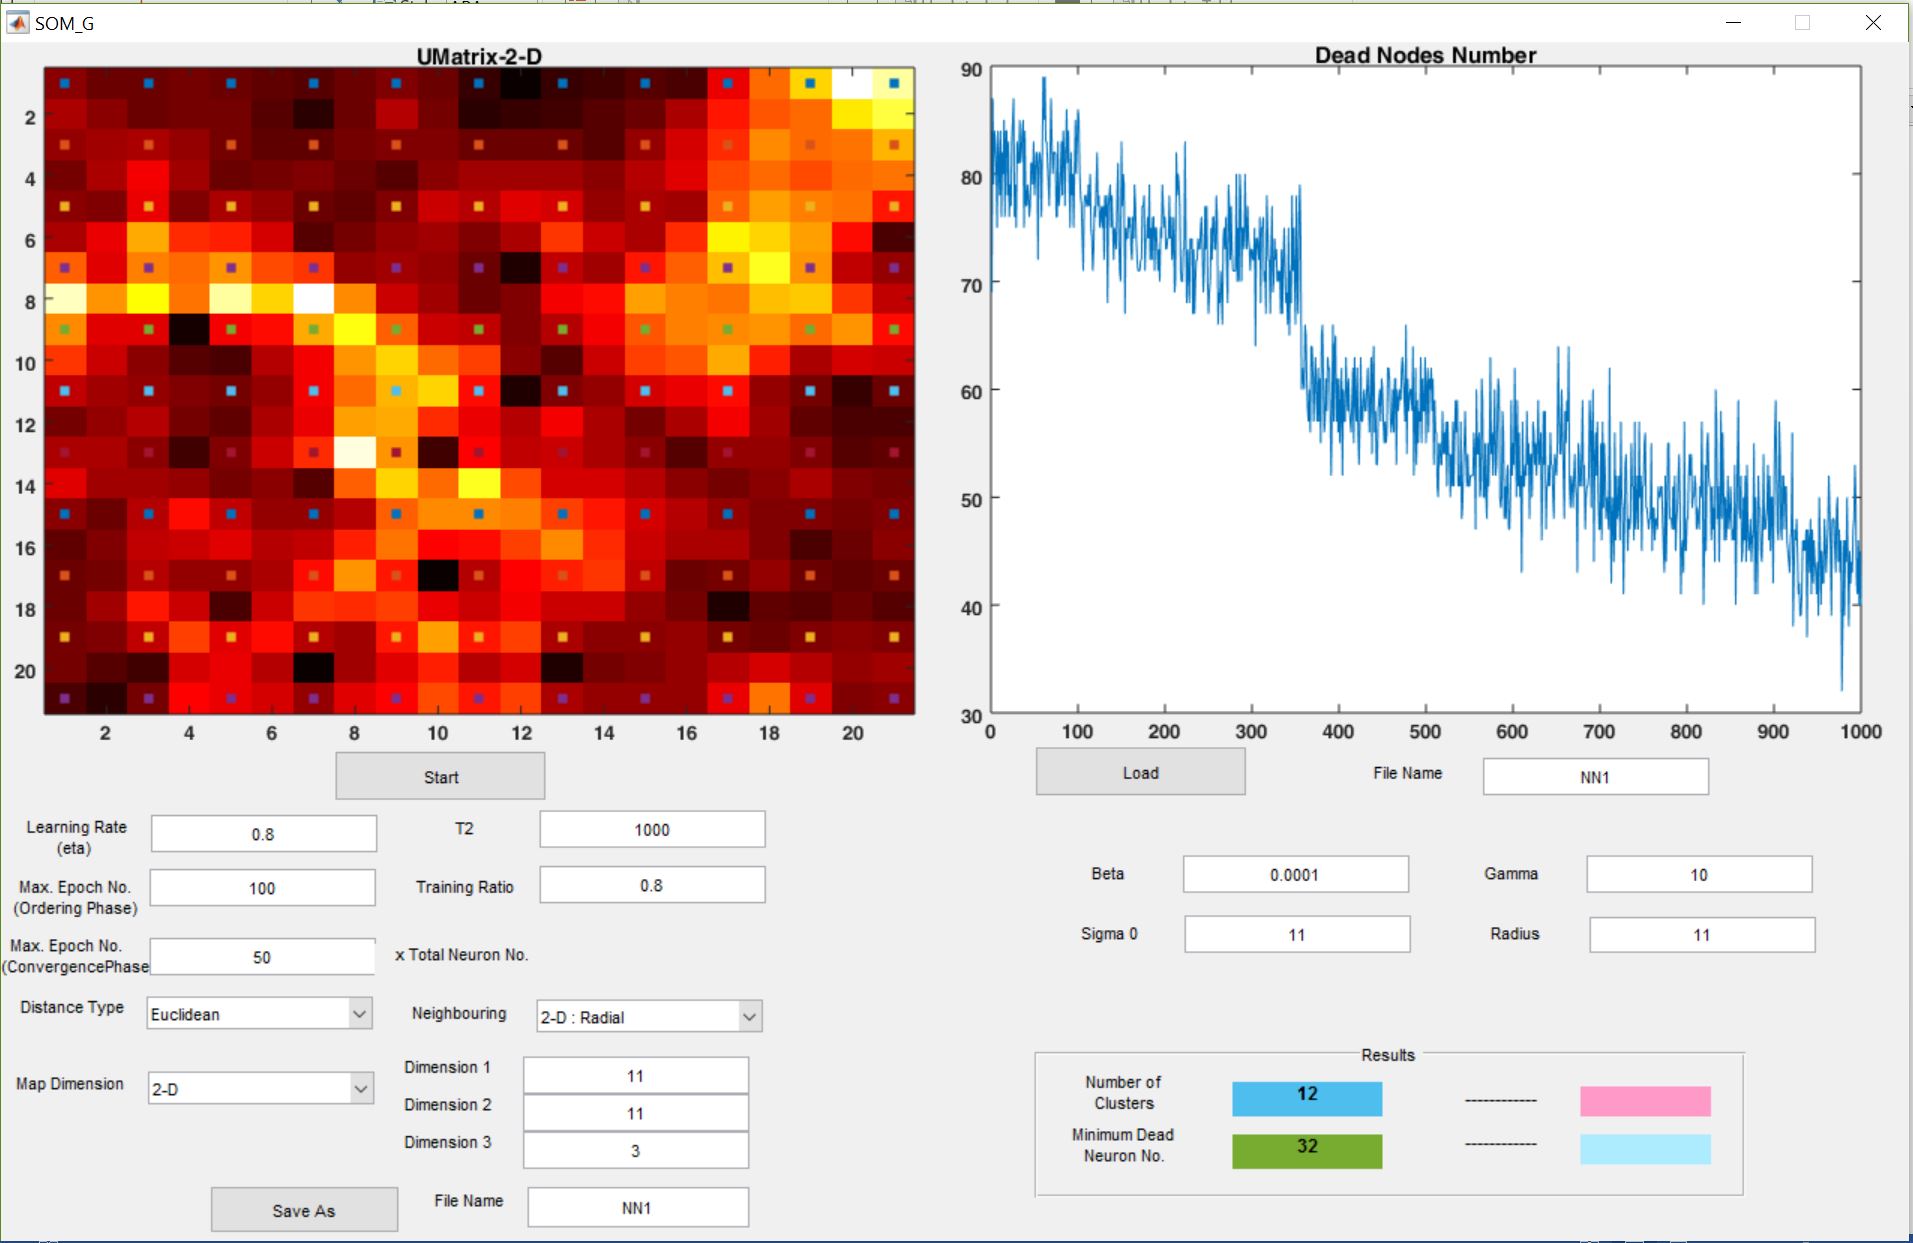 SOM_G
UMatrix-2-D
2
4
6
8
10
12
14
16
18
20
2 4 6 8 10 12 14 16 18 20
Dead Nodes Number
90
80
70
60
50
40
30
0 100 200 300 400 500 600 700 800 900 1000
Start
Load
File Name NN1
Learning Rate
(eta)
0.8
T2 1000
Max. Epoch No.
(Ordering Phase)
100
Training Ratio 0.8
Max. Epoch No.
(ConvergencePhase
50
x Total Neuron No.
Distance Type Euclidean
Neighbouring 2-D : Radial
Map Dimension 2-D
Dimension 1 11
Dimension 2 11
Dimension 3 3
Save As
File Name NN1
Beta 0.0001
Gamma 10
Sigma 0 11
Radius 11
Results
Number of
Clusters
12
------------
Minimum Dead
Neuron No.
32
------------